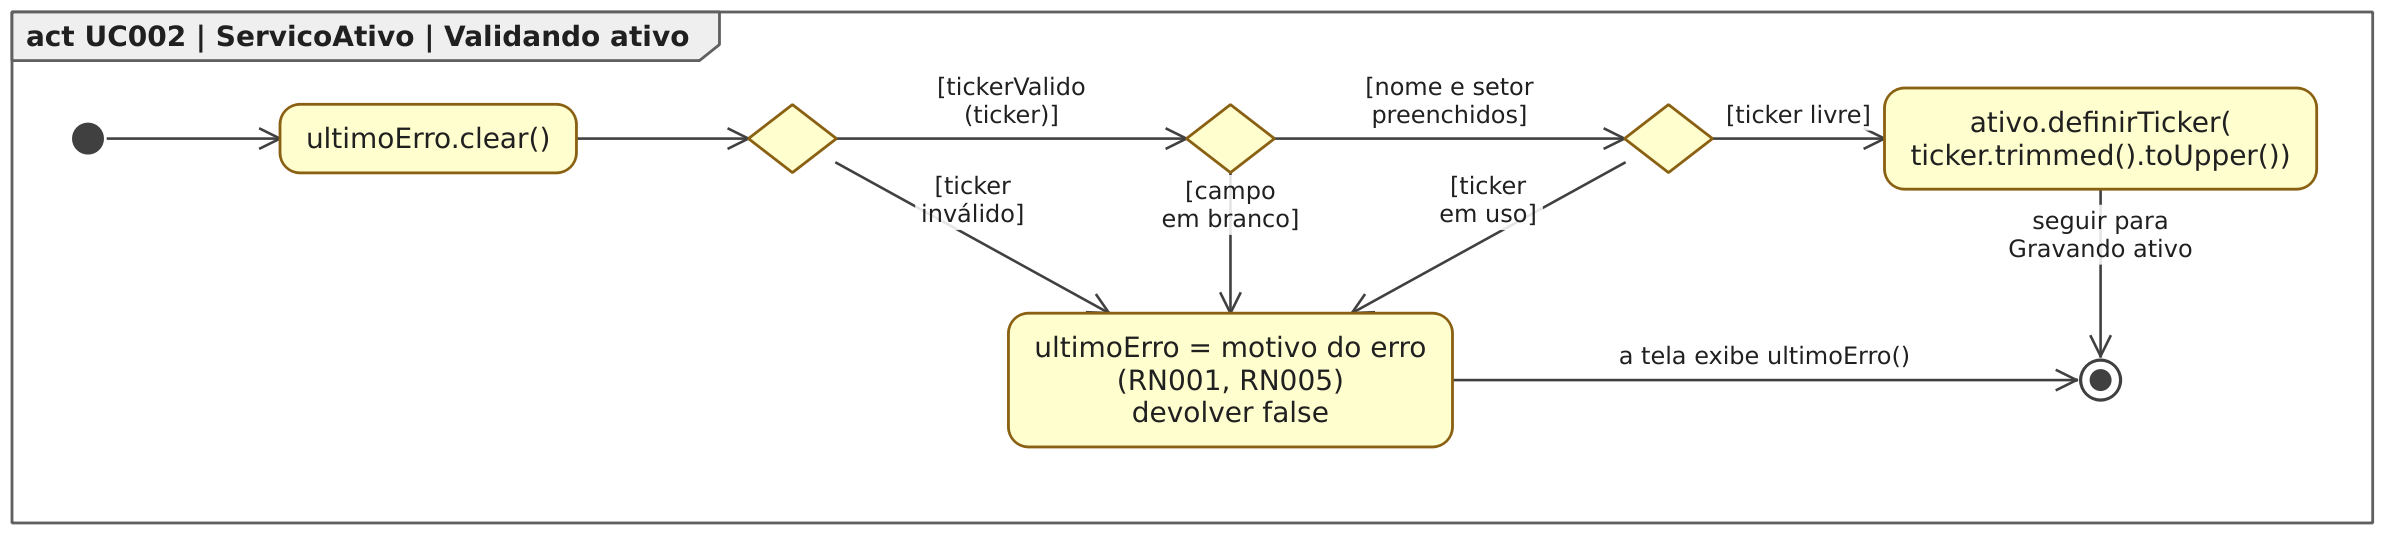 act UC002 | ServicoAtivo | Validando ativo
ultimoErro.clear()
[tickerValido
(ticker)]
[nome e setor
preenchidos]
[ticker livre]
ativo.definirTicker(
ticker.trimmed().toUpper())
[ticker
inválido]
[campo
em branco]
[ticker
em uso]
seguir para
Gravando ativo
ultimoErro = motivo do erro
(RN001, RN005)
devolver false
a tela exibe ultimoErro()